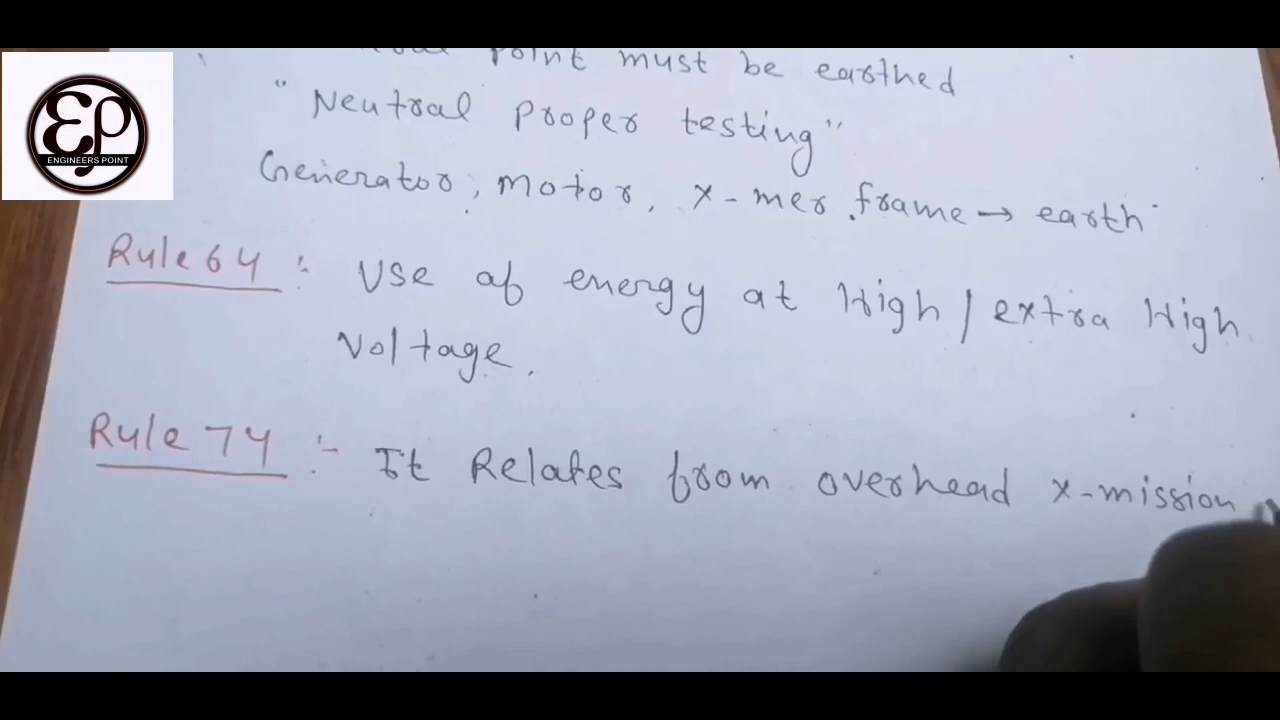 Point must be earthed
"Neutral Proper testing"
Generator, motor, x-mer frame → earth
Rule 64 :- Use of energy at High / extra High
Voltage.
Rule 74 :- It Relates from overhead x-mission
EP
ENGINEERS POINT